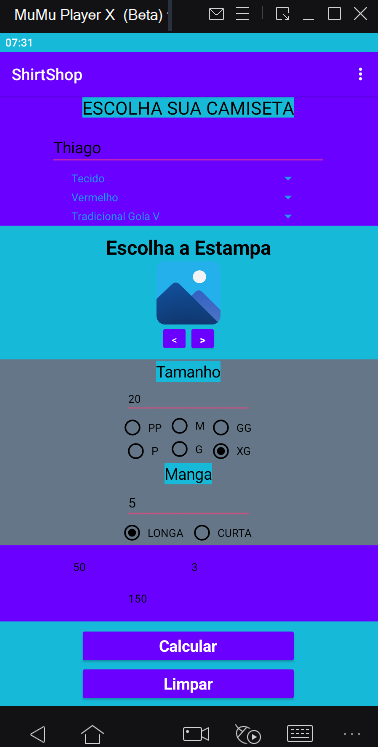 MuMu Player X (Beta)
07:31
ShirtShop
ESCOLHA SUA CAMISETA
Thiago
Tecido
Vermelho
Tradicional Gola V
Escolha a Estampa
< >
Tamanho
20
PP M GG
P G XG
Manga
5
LONGA CURTA
50 3
150
Calcular
Limpar